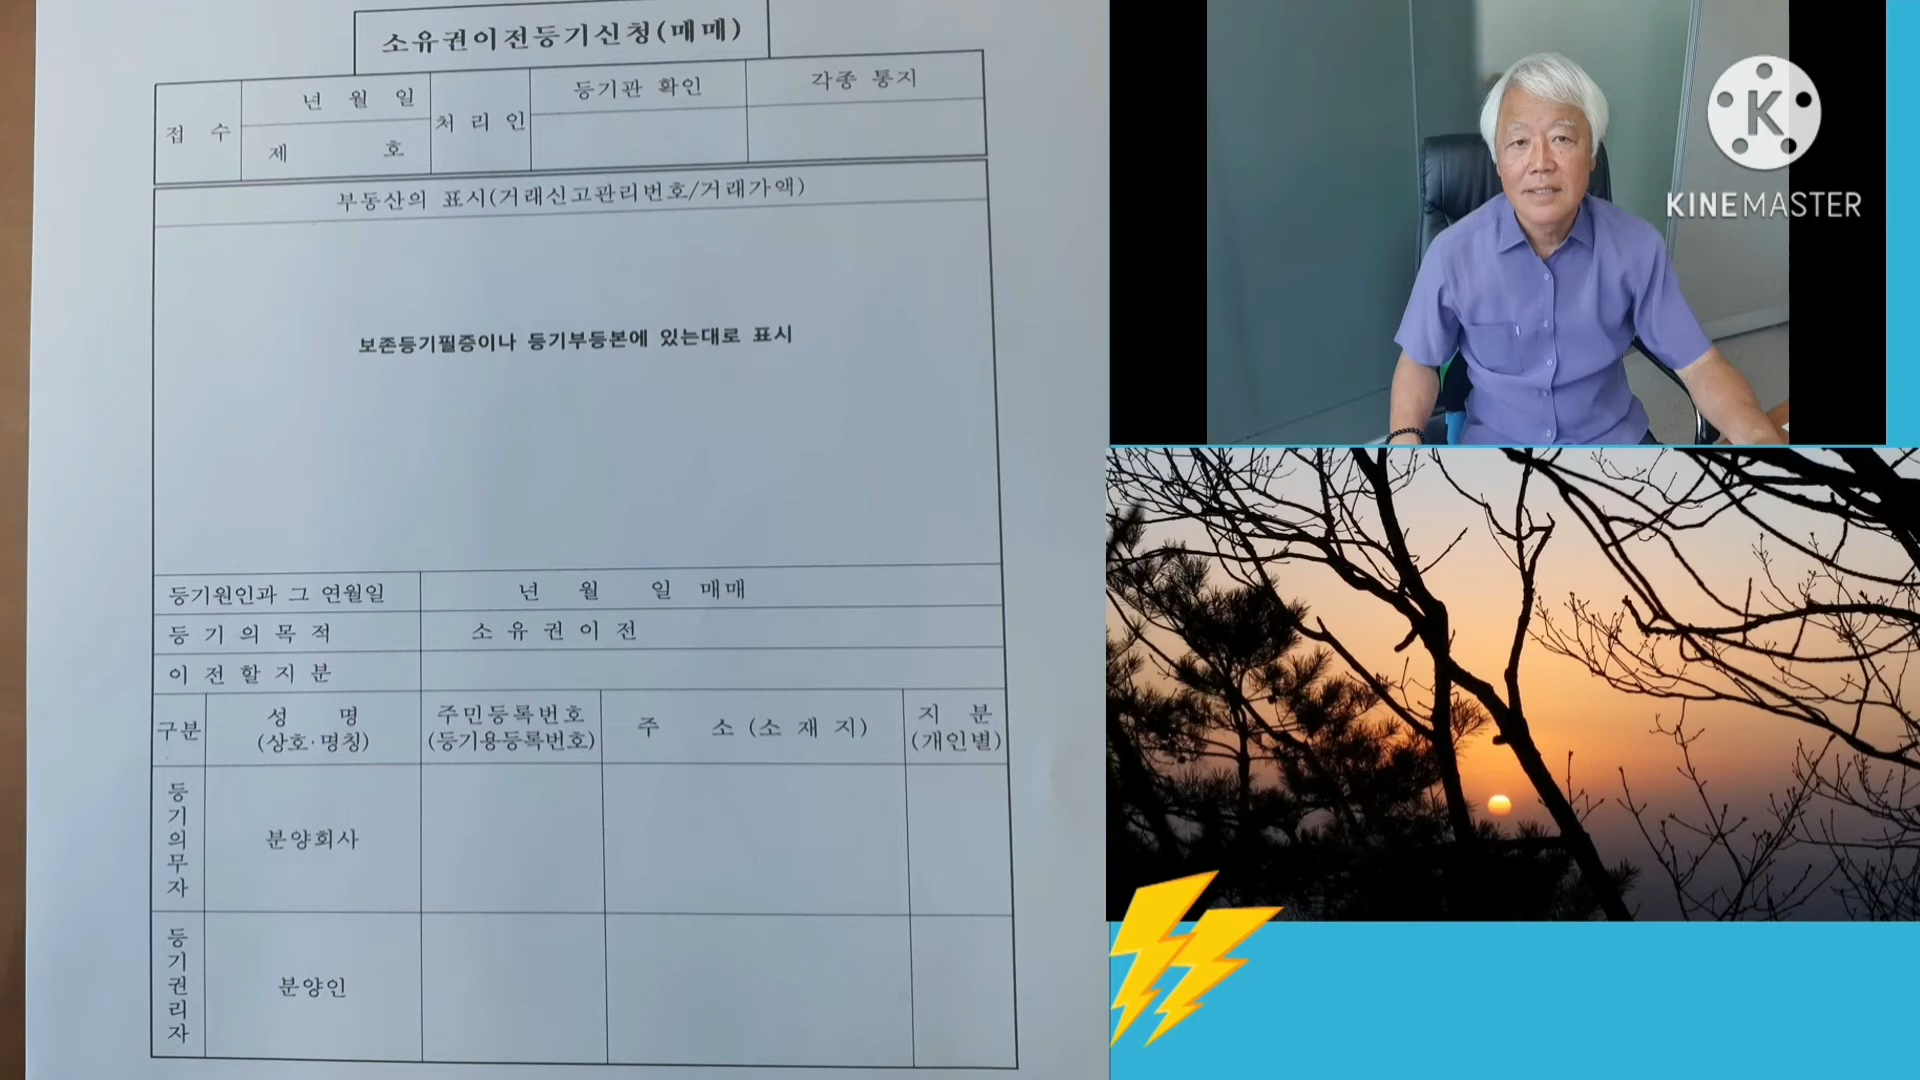 소유권이전등기신청(매매)
접 수
년 월 일
제 호
처 리 인
등기관 확인
각종 통지
부동산의 표시(거래신고관리번호/거래가액)
보존등기필증이나 등기부등본에 있는대로 표시
등기원인과 그 연월일
년 월 일 매매
등 기 의 목 적
소 유 권 이 전
이 전 할 지 분
구분
성 명
(상호·명칭)
주민등록번호
(등기용등록번호)
주 소 (소 재 지)
지 분
(개인별)
등기의무자
분양회사
등기권리자
분양인
K
KINEMASTER